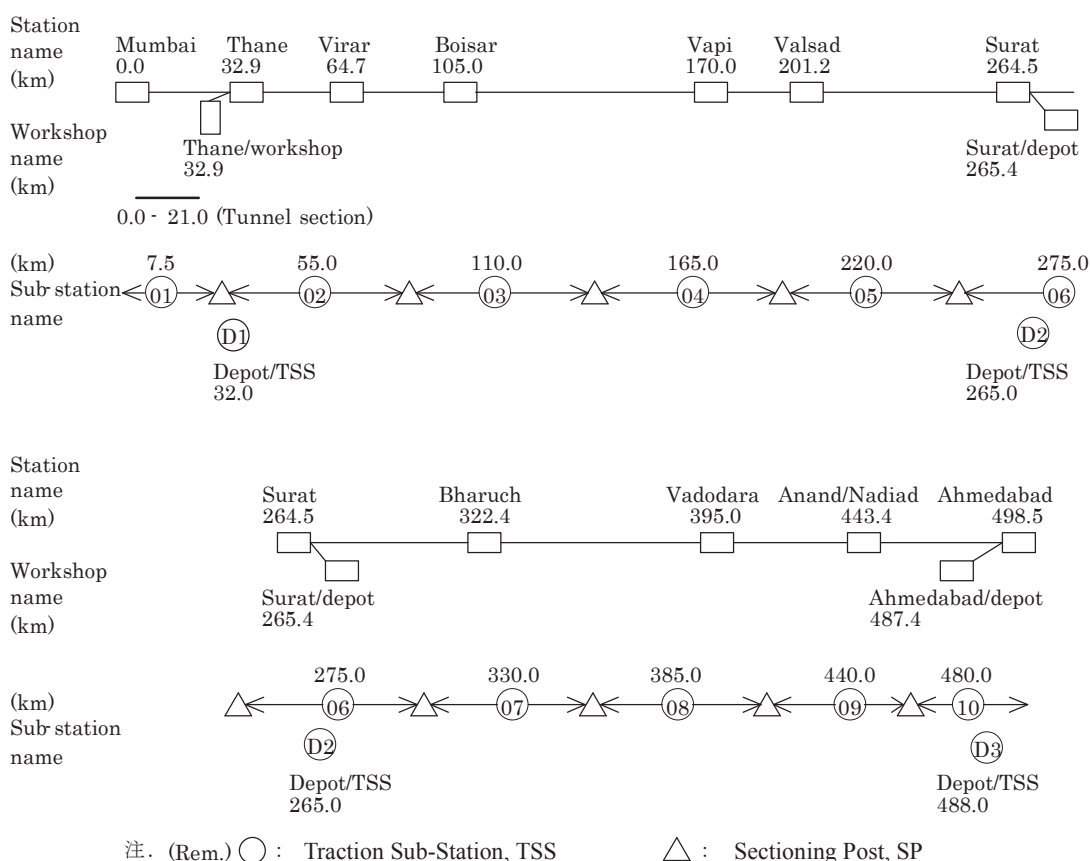 Station
name
(km)
Mumbai Thane Virar Boisar Vapi Valsad Surat
0.0 32.9 64.7 105.0 170.0 201.2 264.5
Workshop
name
(km)
Thane/workshop
32.9
Surat/depot
265.4
0.0 - 21.0 (Tunnel section)
(km)
Sub-station
name
7.5 55.0 110.0 165.0 220.0 275.0
01 02 03 04 05 06
D1 D2
Depot/TSS Depot/TSS
32.0 265.0
Station
name
(km)
Surat Bharuch Vadodara Anand/Nadiad Ahmedabad
264.5 322.4 395.0 443.4 498.5
Workshop
name
(km)
Surat/depot Ahmedabad/depot
265.4 487.4
(km)
Sub-station
name
275.0 330.0 385.0 440.0 480.0
06 07 08 09 10
D2 D3
Depot/TSS Depot/TSS
265.0 488.0
注. (Rem.) : Traction Sub-Station, TSS : Sectioning Post, SP